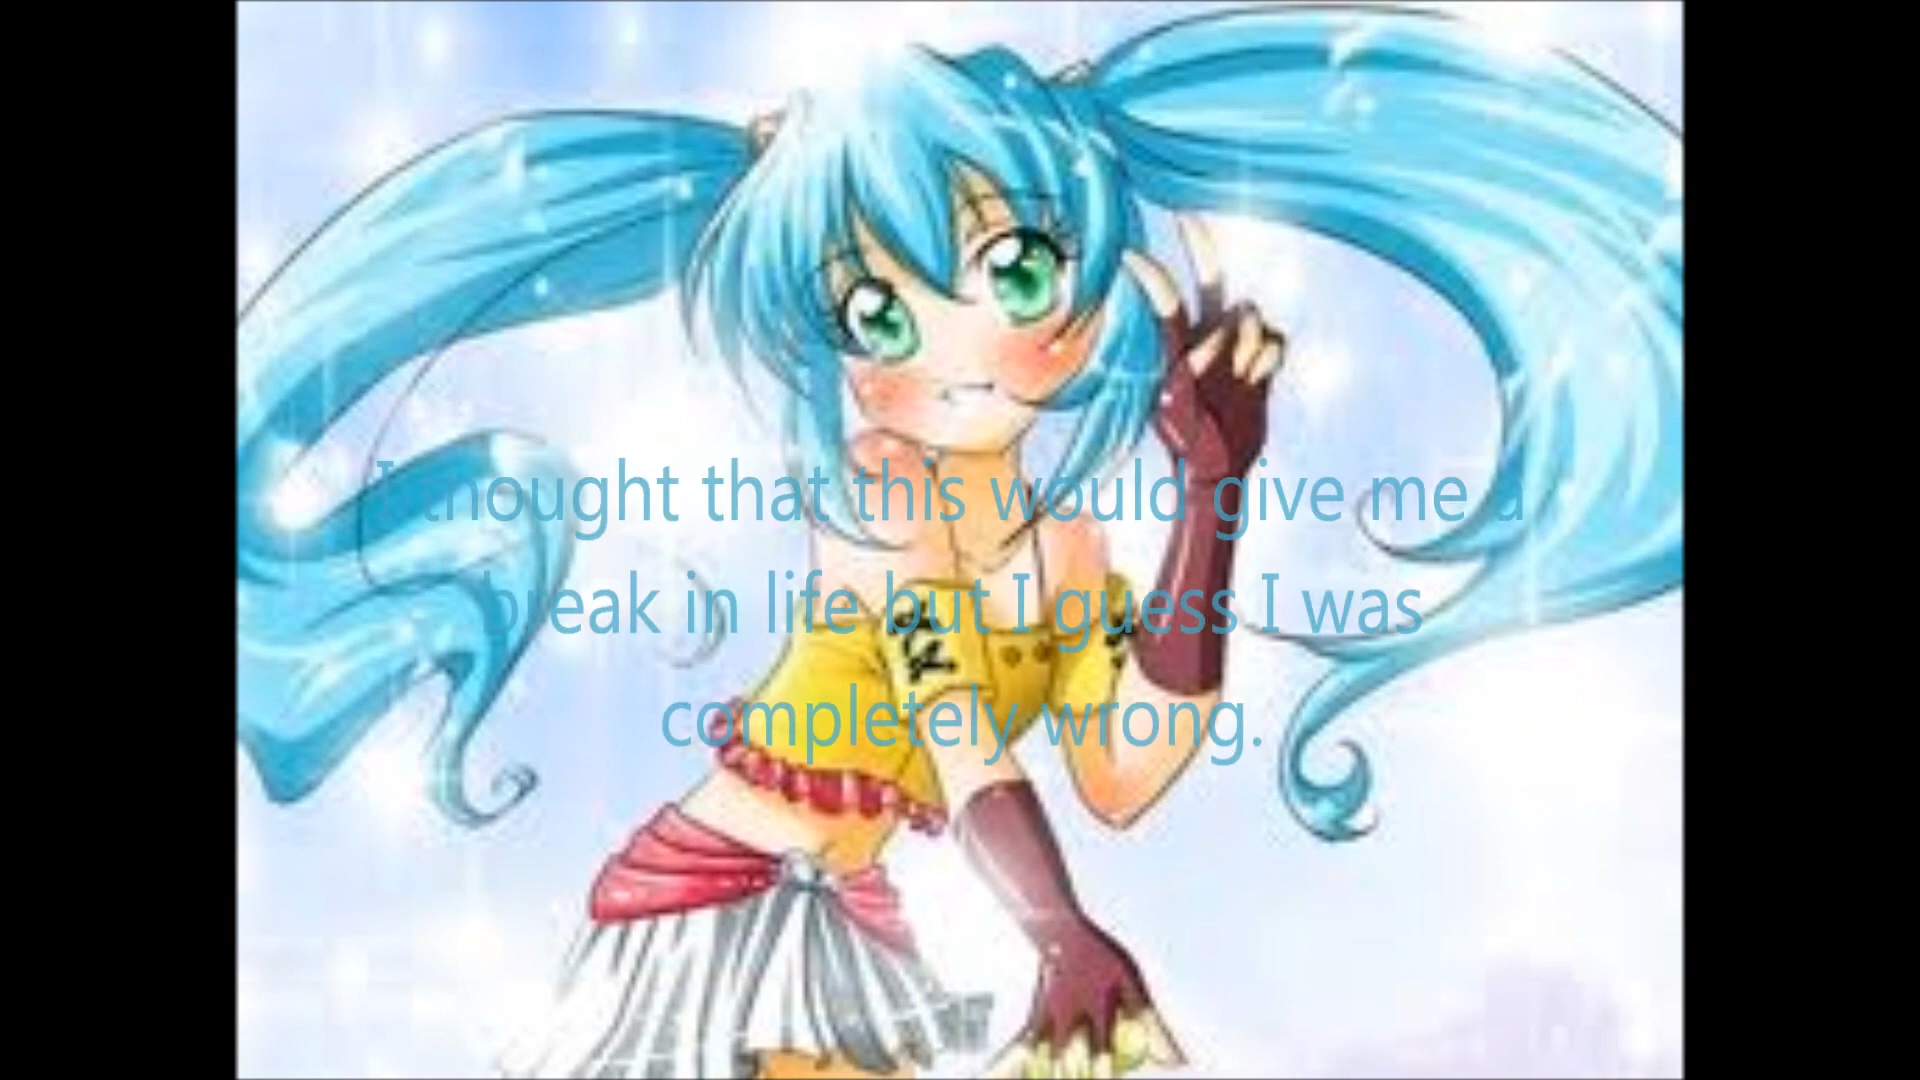 I thought that this would give me a
break in life but I guess I was
completely wrong.